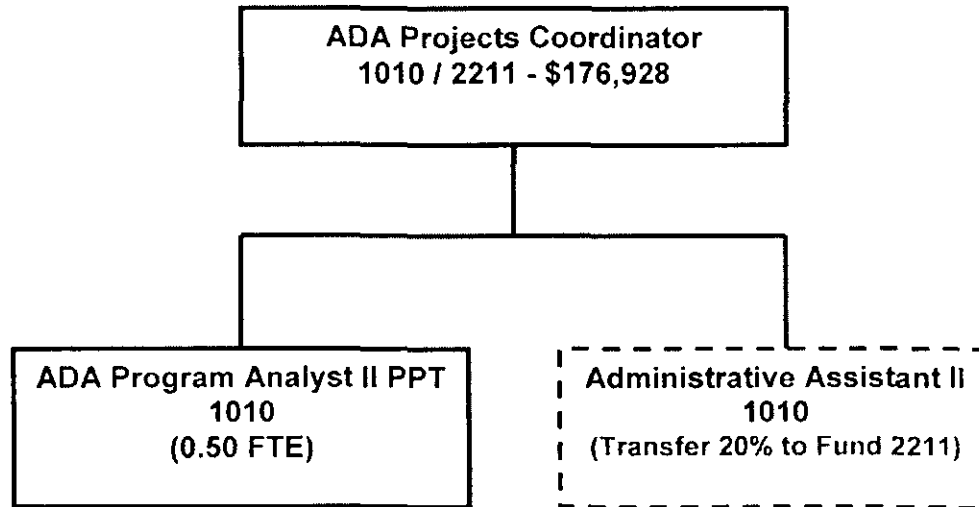 ADA Projects Coordinator
1010 / 2211 - $176,928
ADA Program Analyst II PPT
1010
(0.50 FTE)
Administrative Assistant II
1010
(Transfer 20% to Fund 2211)